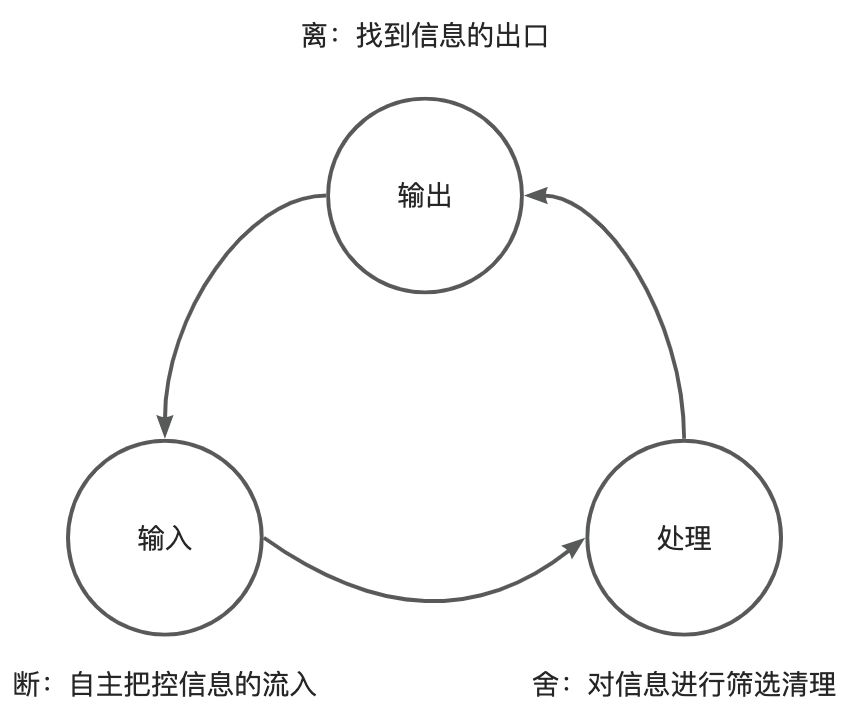 离：找到信息的出口
输出
输入
处理
断：自主把控信息的流入
舍：对信息进行筛选清理